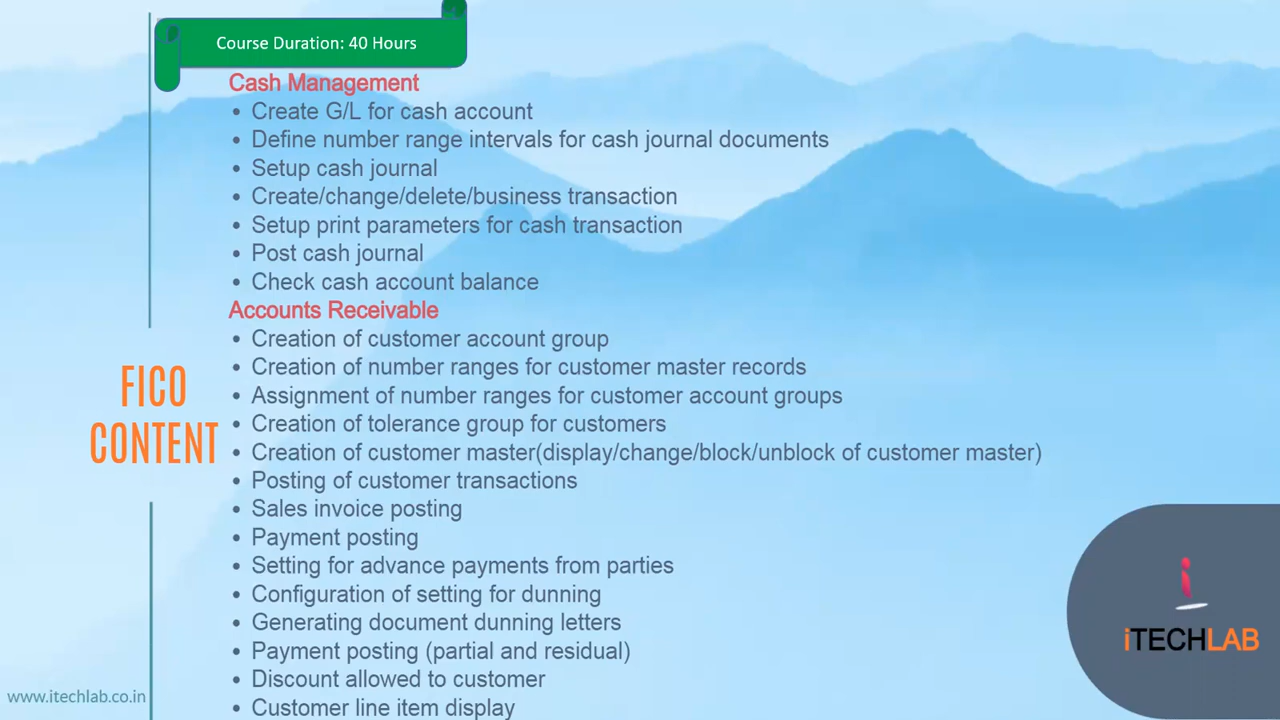 Course Duration: 40 Hours
Cash Management
• Create G/L for cash account
• Define number range intervals for cash journal documents
• Setup cash journal
• Create/change/delete/business transaction
• Setup print parameters for cash transaction
• Post cash journal
• Check cash account balance
Accounts Receivable
• Creation of customer account group
• Creation of number ranges for customer master records
• Assignment of number ranges for customer account groups
• Creation of tolerance group for customers
• Creation of customer master(display/change/block/unblock of customer master)
• Posting of customer transactions
• Sales invoice posting
• Payment posting
• Setting for advance payments from parties
• Configuration of setting for dunning
• Generating document dunning letters
• Payment posting (partial and residual)
• Discount allowed to customer
• Customer line item display
FICO
CONTENT
www.itechlab.co.in
i
iTECHLAB